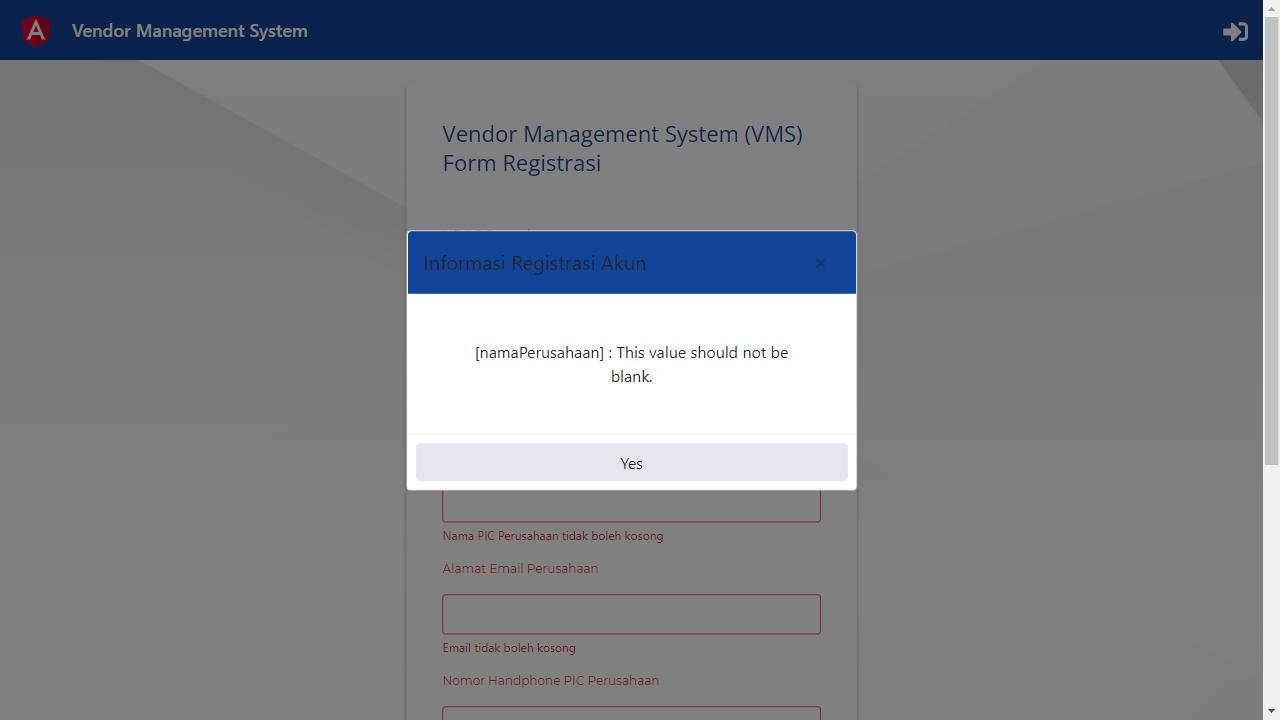 Vendor Management System
Vendor Management System (VMS)
Form Registrasi
Informasi Registrasi Akun
×
[namaPerusahaan] : This value should not be
blank.
Yes
Nama PIC Perusahaan tidak boleh kosong
Alamat Email Perusahaan
Email tidak boleh kosong
Nomor Handphone PIC Perusahaan